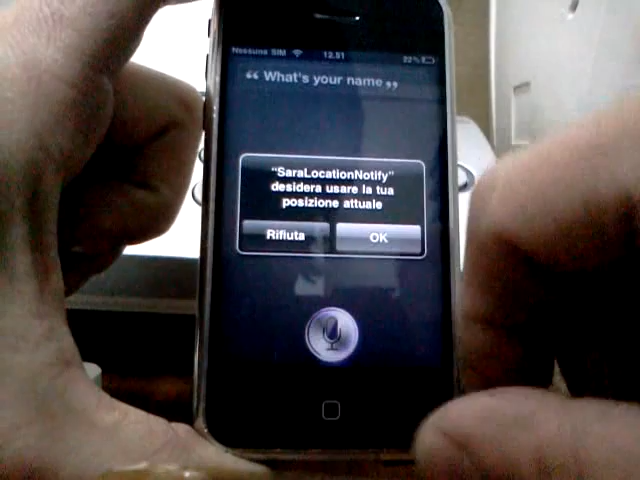 Nessuna SIM 12.51 22%
“ What's your name „
"SaraLocationNotify"
desidera usare la tua
posizione attuale
Rifiuta OK